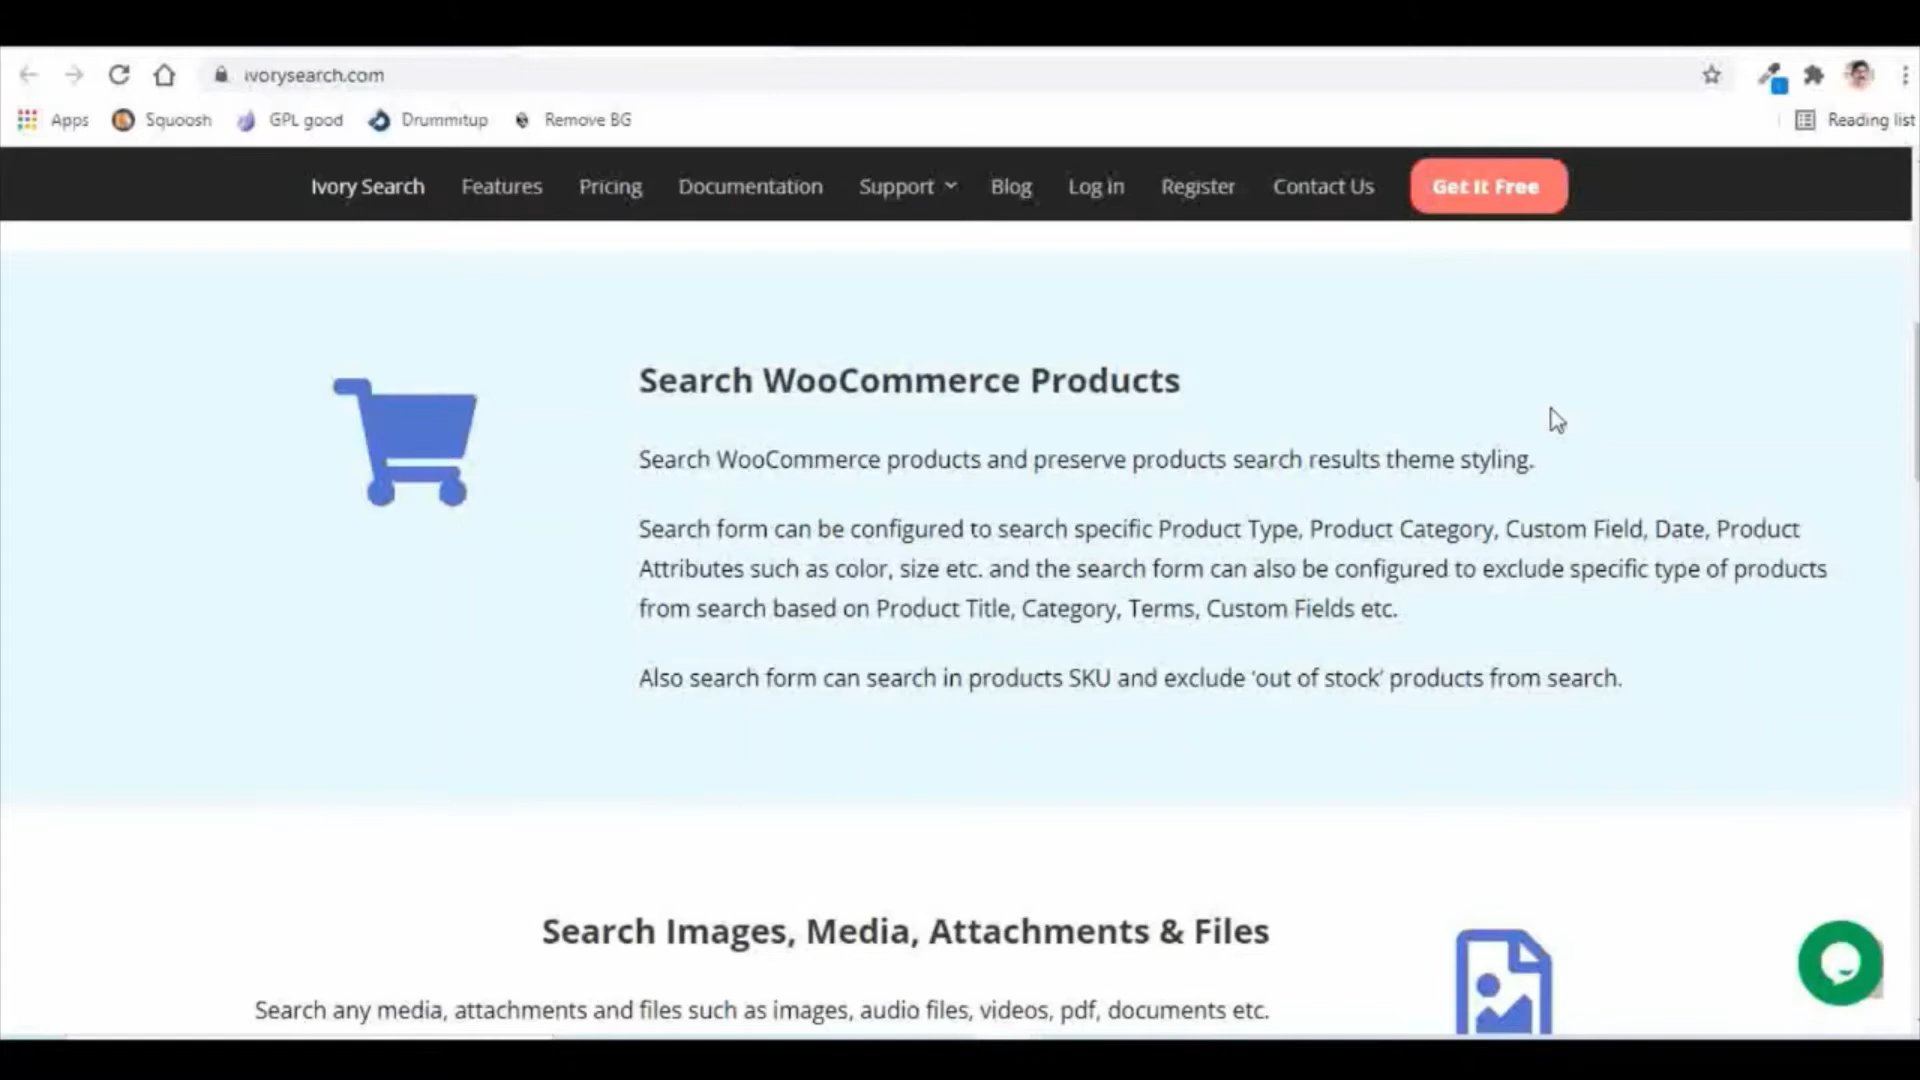 ivorysearch.com
Apps Squoosh GPL good Drummitup Remove BG Reading list
Ivory Search Features Pricing Documentation Support Blog Log In Register Contact Us Get It Free
Search WooCommerce Products
Search WooCommerce products and preserve products search results theme styling.
Search form can be configured to search specific Product Type, Product Category, Custom Field, Date, Product
Attributes such as color, size etc. and the search form can also be configured to exclude specific type of products
from search based on Product Title, Category, Terms, Custom Fields etc.
Also search form can search in products SKU and exclude ‘out of stock’ products from search.
Search Images, Media, Attachments & Files
Search any media, attachments and files such as images, audio files, videos, pdf, documents etc.